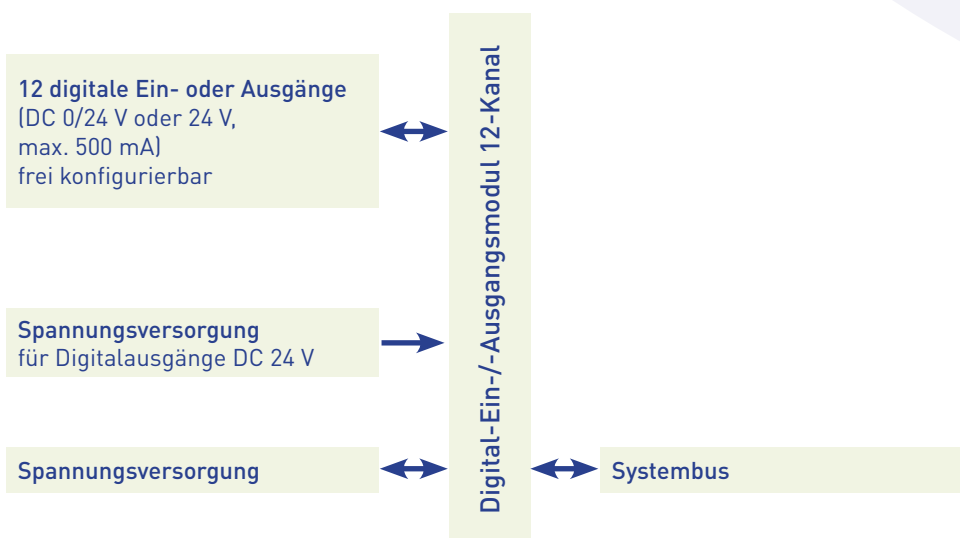 12 digitale Ein- oder Ausgänge
(DC 0/24 V oder 24 V,
max. 500 mA)
frei konfigurierbar
Spannungsversorgung
für Digitalausgänge DC 24 V
Spannungsversorgung
Digital-Ein-/-Ausgangsmodul 12-Kanal
Systembus